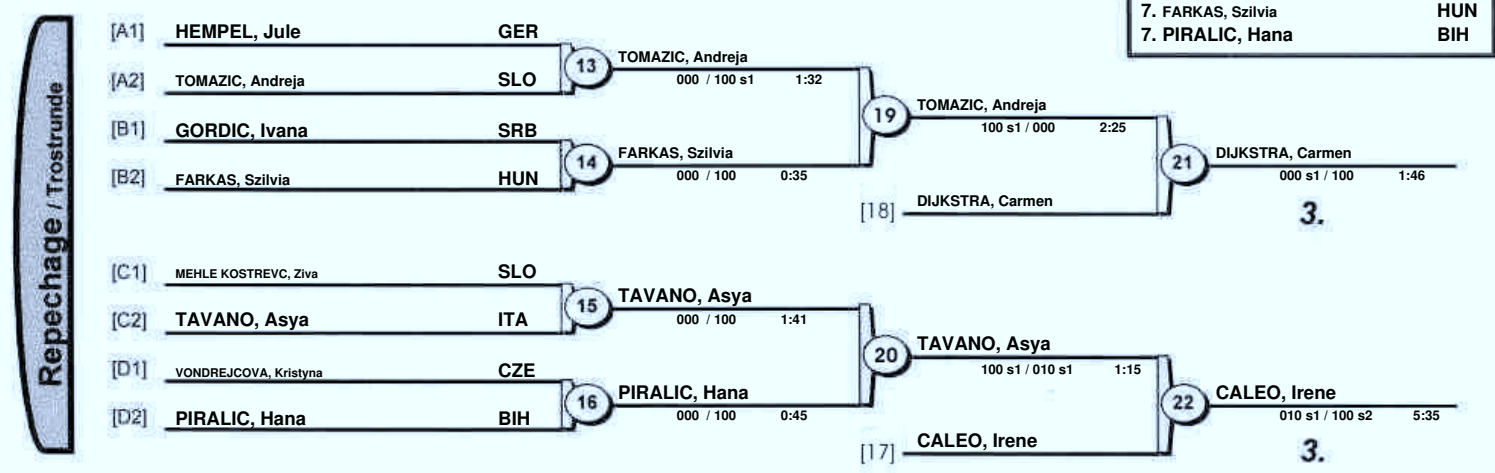 7. FARKAS, Szilvia HUN
7. PIRALIC, Hana BIH
Repechage / Trostrunde
[A1] HEMPEL, Jule GER
[A2] TOMAZIC, Andreja SLO
13 TOMAZIC, Andreja
000 / 100 s1 1:32
[B1] GORDIC, Ivana SRB
[B2] FARKAS, Szilvia HUN
14 FARKAS, Szilvia
000 / 100 0:35
19 TOMAZIC, Andreja
100 s1 / 000 2:25
[18] DIJKSTRA, Carmen
21 DIJKSTRA, Carmen
000 s1 / 100 1:46
3.
[C1] MEHLE KOSTREVC, Ziva SLO
[C2] TAVANO, Asya ITA
15 TAVANO, Asya
000 / 100 1:41
[D1] VONDREJCOVA, Kristyna CZE
[D2] PIRALIC, Hana BIH
16 PIRALIC, Hana
000 / 100 0:45
20 TAVANO, Asya
100 s1 / 010 s1 1:15
[17] CALEO, Irene
22 CALEO, Irene
010 s1 / 100 s2 5:35
3.